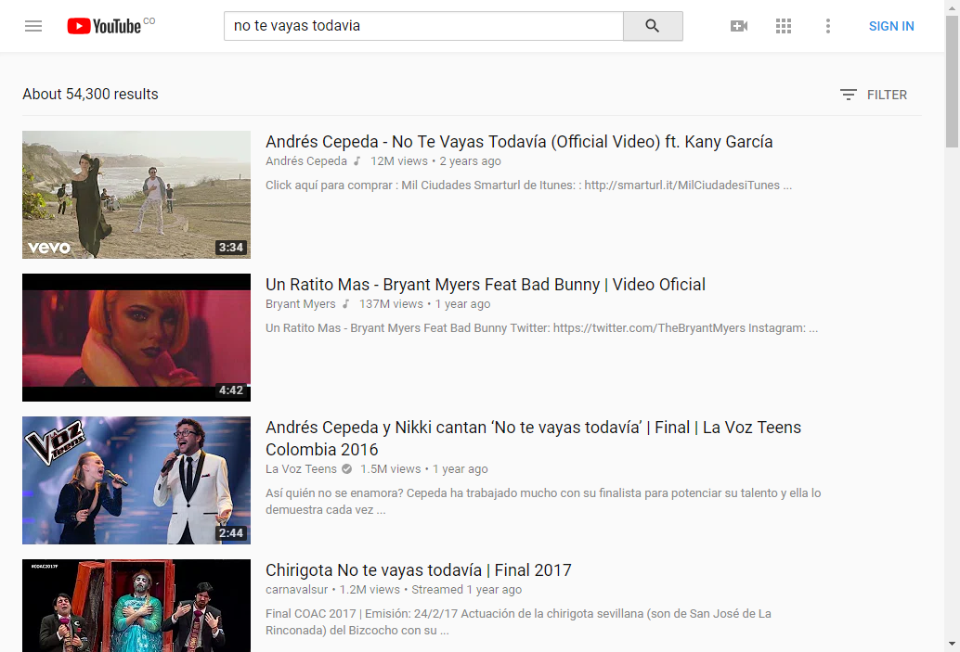 YouTube CO
no te vayas todavia
SIGN IN
About 54,300 results
FILTER
vevo
3:34
Andrés Cepeda - No Te Vayas Todavía (Official Video) ft. Kany García
Andrés Cepeda 12M views • 2 years ago
Click aquí para comprar : Mil Ciudades Smarturl de Itunes: : http://smarturl.it/MilCiudadesiTunes ...
4:42
Un Ratito Mas - Bryant Myers Feat Bad Bunny | Video Oficial
Bryant Myers 137M views • 1 year ago
Un Ratito Mas - Bryant Myers Feat Bad Bunny Twitter: https://twitter.com/TheBryantMyers Instagram: ...
La Voz
Teens
2:44
Andrés Cepeda y Nikki cantan ‘No te vayas todavía’ | Final | La Voz Teens
Colombia 2016
La Voz Teens 1.5M views • 1 year ago
Así quién no se enamora? Cepeda ha trabajado mucho con su finalista para potenciar su talento y ella lo
demuestra cada vez ...
#COAC2017F
Chirigota No te vayas todavía | Final 2017
carnavalsur • 1.2M views • Streamed 1 year ago
Final COAC 2017 | Emisión: 24/2/17 Actuación de la chirigota sevillana (son de San José de La
Rinconada) del Bizcocho con su ...